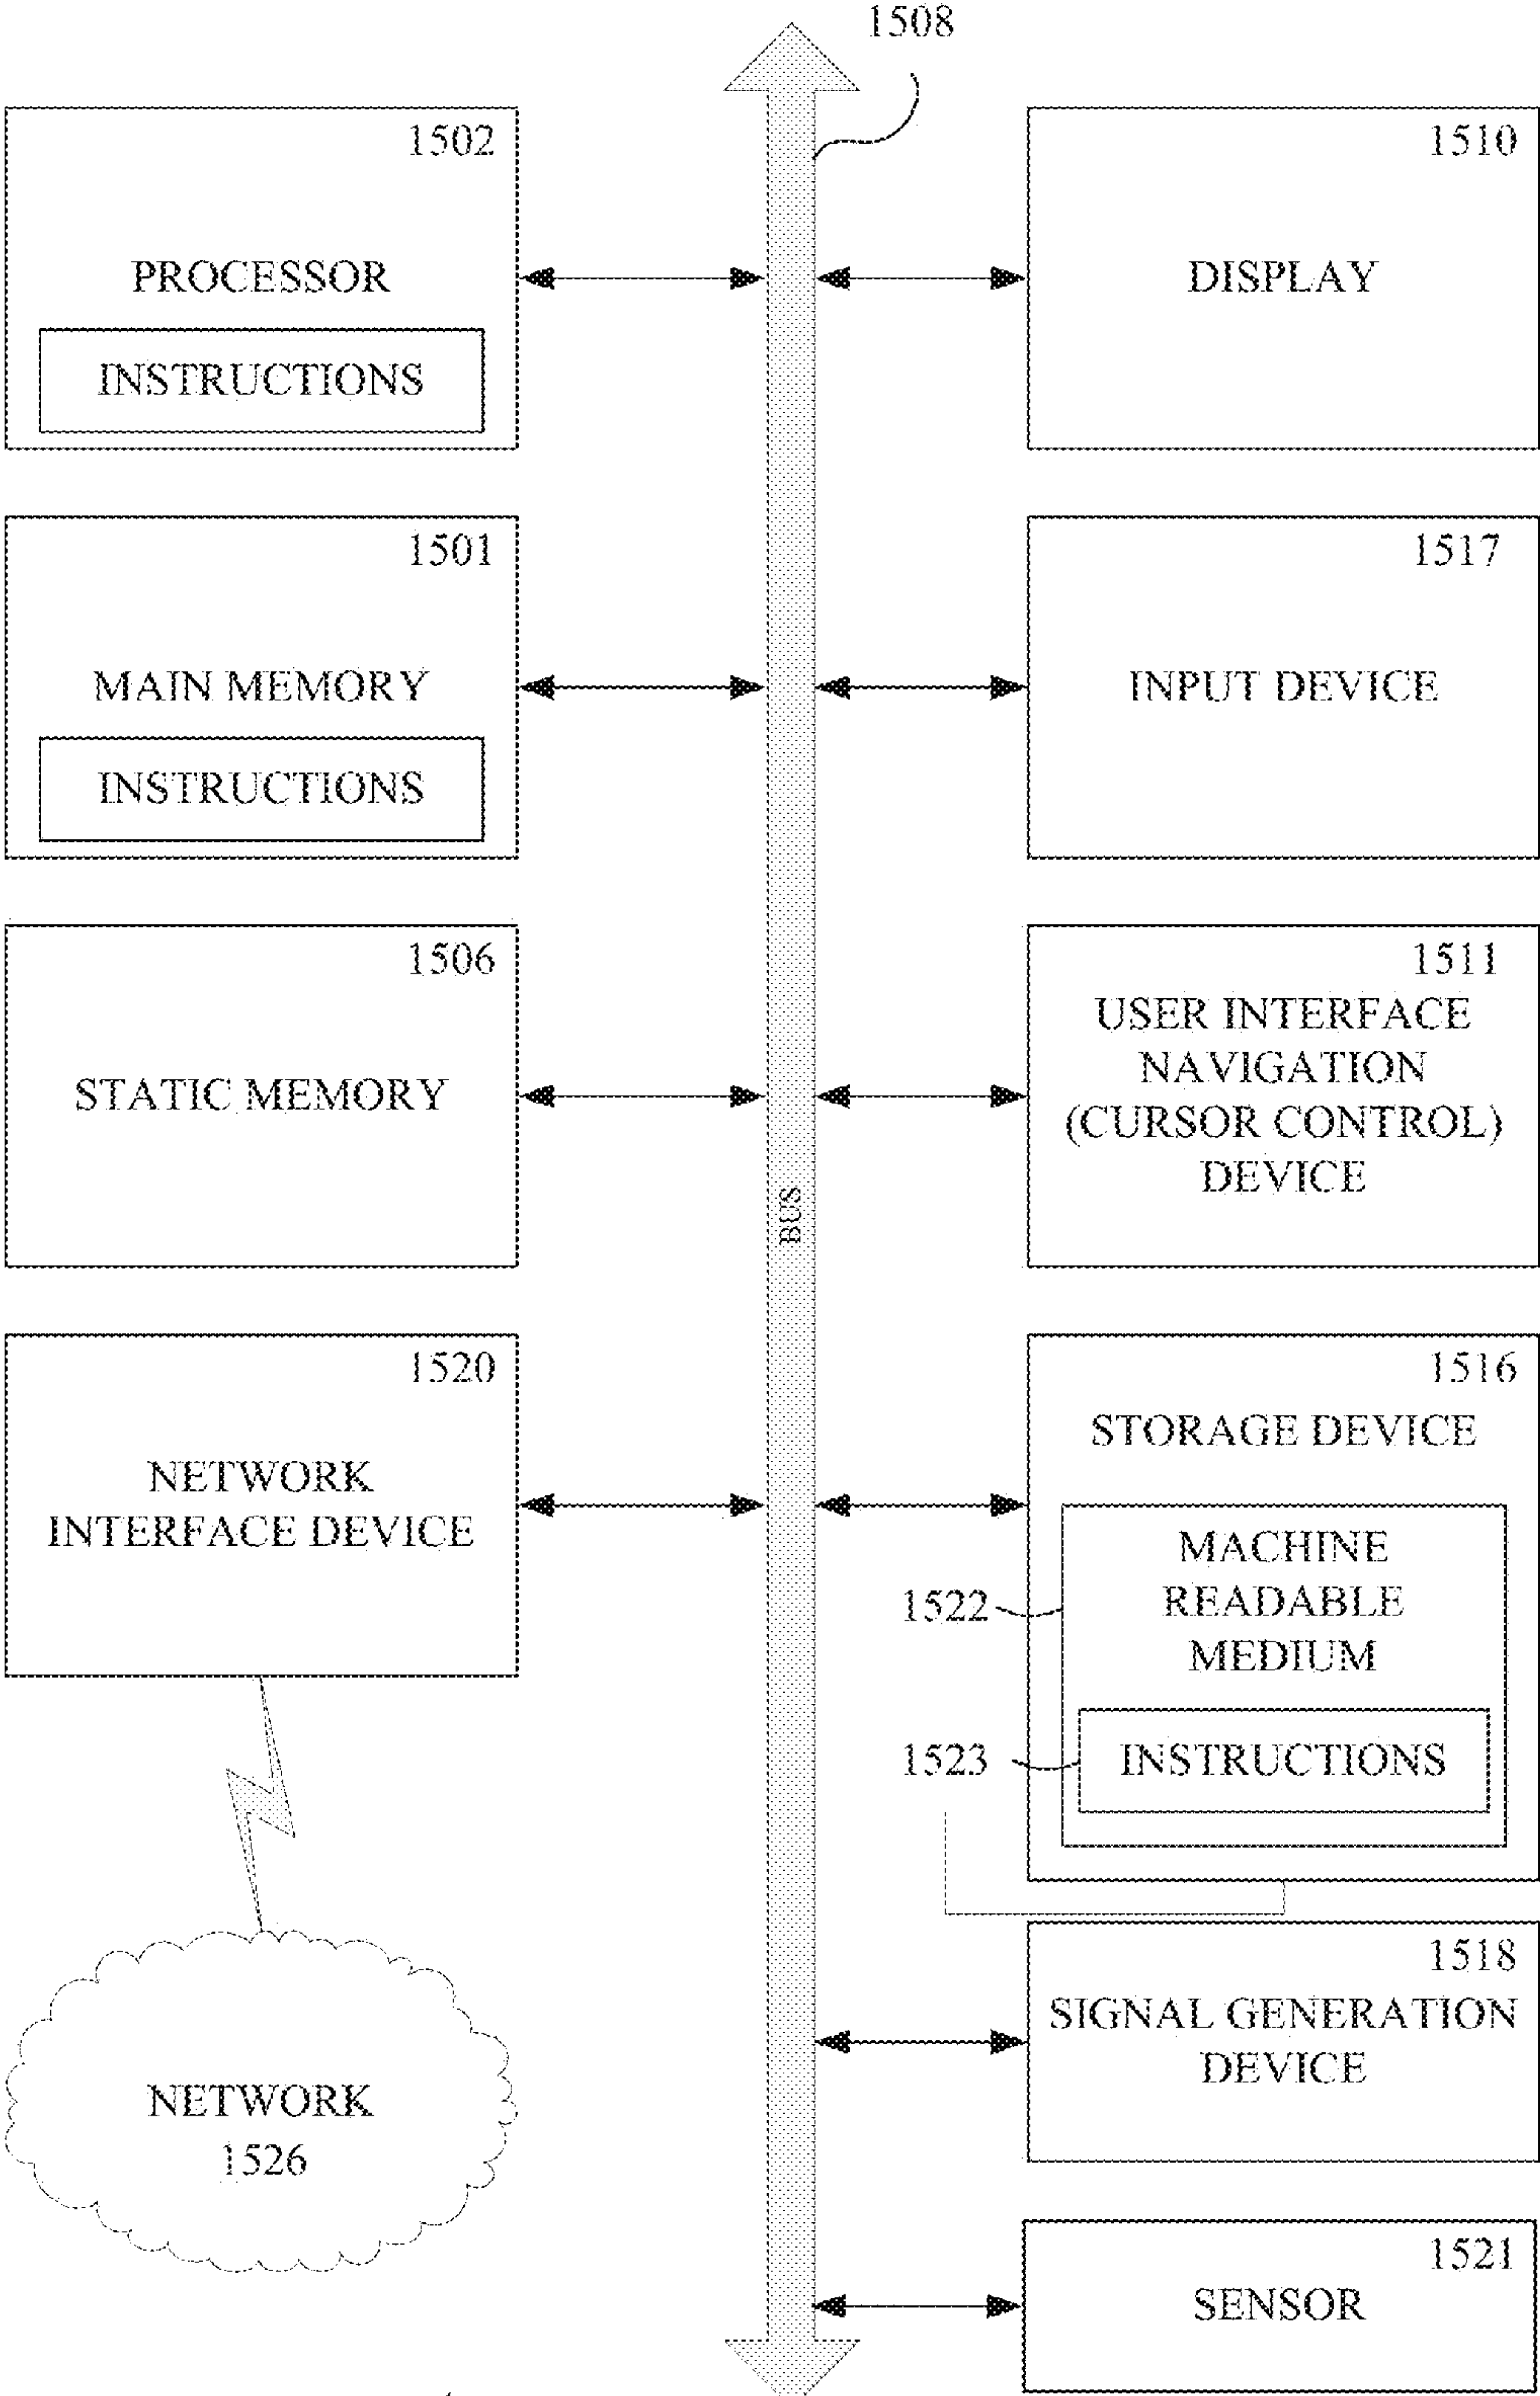 1508
1502
PROCESSOR
INSTRUCTIONS
1510
DISPLAY
1501
MAIN MEMORY
INSTRUCTIONS
1517
INPUT DEVICE
1506
STATIC MEMORY
1511
USER INTERFACE
NAVIGATION
(CURSOR CONTROL)
DEVICE
BUS
1520
NETWORK
INTERFACE DEVICE
1516
STORAGE DEVICE
MACHINE
READABLE
MEDIUM
1522
1523
INSTRUCTIONS
NETWORK
1526
1518
SIGNAL GENERATION
DEVICE
1521
SENSOR